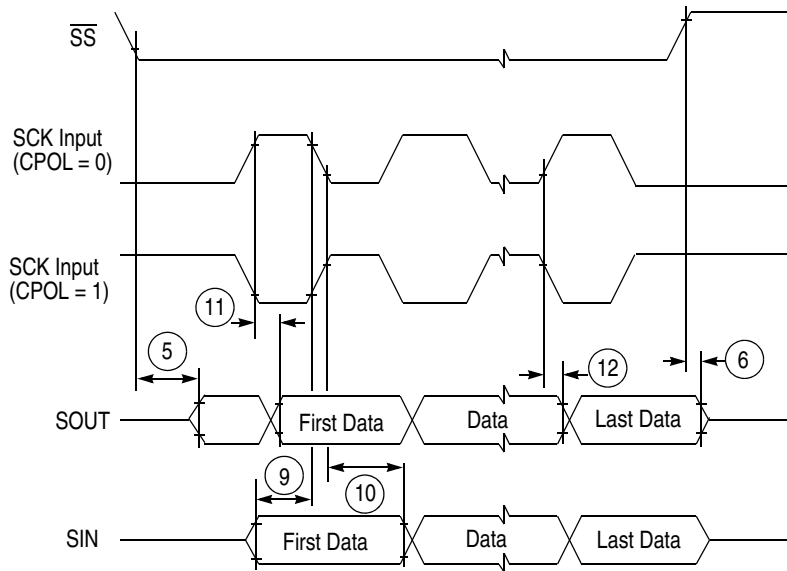 SS
SCK Input
(CPOL = 0)
SCK Input
(CPOL = 1)
11
5
12
6
SOUT
First Data
Data
Last Data
9
10
SIN
First Data
Data
Last Data